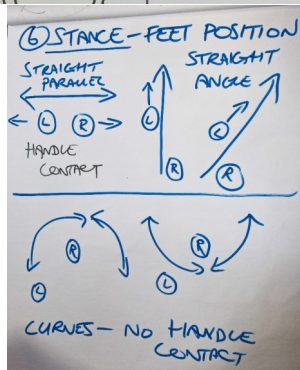 ⑥ STANCE - FEET POSITION
STRAIGHT PARALLEL
STRAIGHT ANGLE
L R
HANDLE CONTACT
L
R
L
R
R
L
R
L
CURVES - NO HANDLE CONTACT